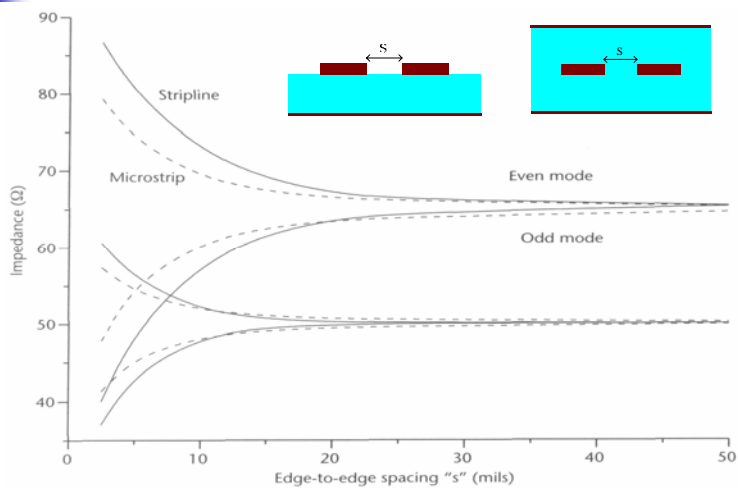 90
80
70
60
50
40
Impedance (Ω)
S
s
Stripline
Microstrip
Even mode
Odd mode
0
10
20
30
40
50
Edge-to-edge spacing "s" (mils)